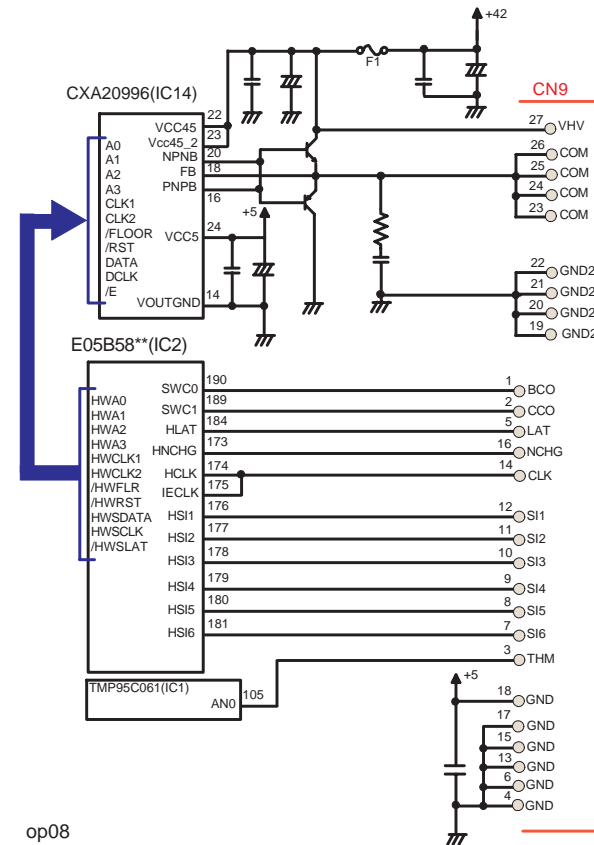 +42
F1
CN9
CXA20996(IC14)
A0
A1
A2
A3
CLK1
CLK2
/FLOOR
/RST
DATA
DCLK
/E
VCC45
Vcc45_2
NPNB
FB
PNPB
VCC5
VOUTGND
22
23
20
18
16
24
14
+5
27 VHV
26 COM
25 COM
24 COM
23 COM
22 GND2
21 GND2
20 GND2
19 GND2
E05B58**(IC2)
HWA0
HWA1
HWA2
HWA3
HWCLK1
HWCLK2
/HWFLR
/HWRST
HWSDATA
HWSCLK
/HWSLAT
SWC0 190
SWC1 189
HLAT 184
HNCHG 173
HCLK 174
IECLK 175
HSI1 176
HSI2 177
HSI3 178
HSI4 179
HSI5 180
HSI6 181
1 BCO
2 CCO
5 LAT
16 NCHG
14 CLK
12 SI1
11 SI2
10 SI3
9 SI4
8 SI5
7 SI6
3 THM
TMP95C061(IC1)
AN0 105
+5
18 GND
17 GND
15 GND
13 GND
6 GND
4 GND
op08